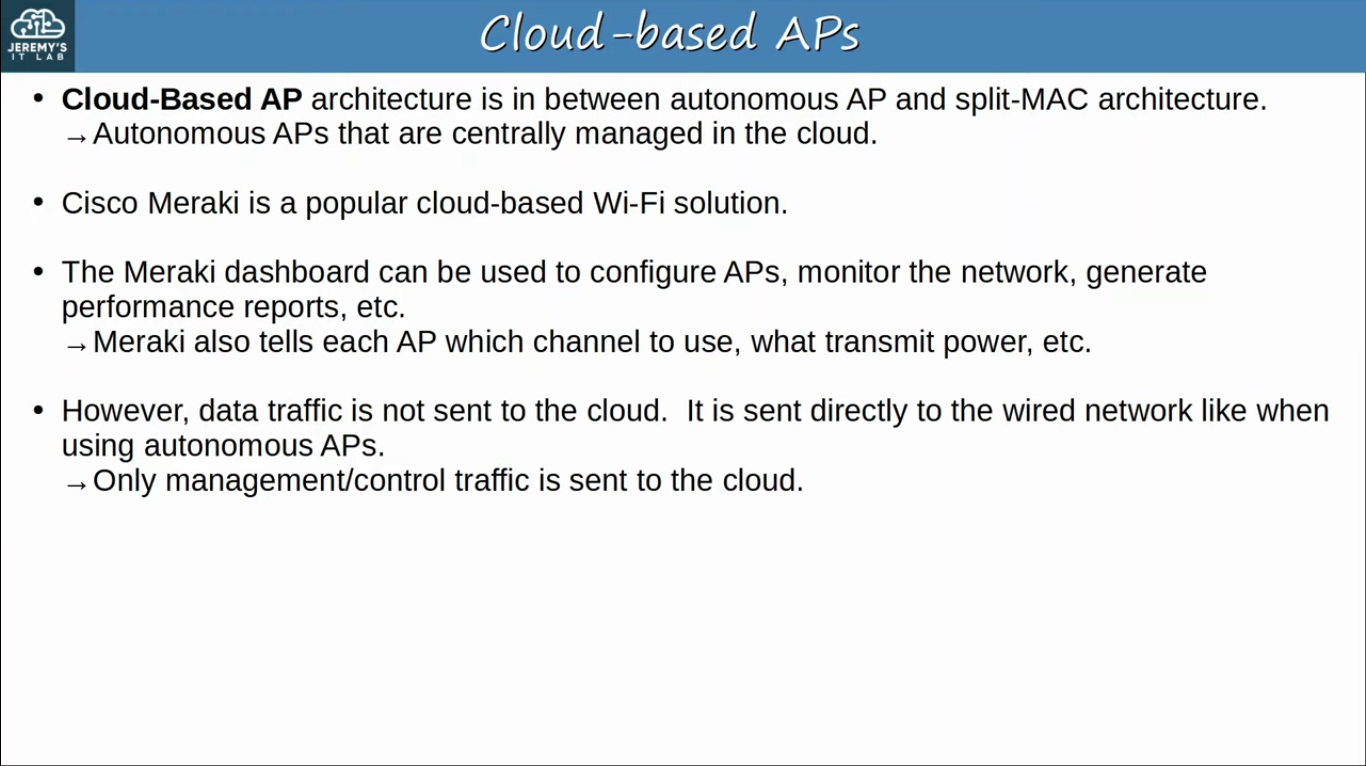 JEREMY'S
IT LAB
Cloud-based APs
• Cloud-Based AP architecture is in between autonomous AP and split-MAC architecture.
→Autonomous APs that are centrally managed in the cloud.
• Cisco Meraki is a popular cloud-based Wi-Fi solution.
• The Meraki dashboard can be used to configure APs, monitor the network, generate
performance reports, etc.
→Meraki also tells each AP which channel to use, what transmit power, etc.
• However, data traffic is not sent to the cloud.  It is sent directly to the wired network like when
using autonomous APs.
→Only management/control traffic is sent to the cloud.